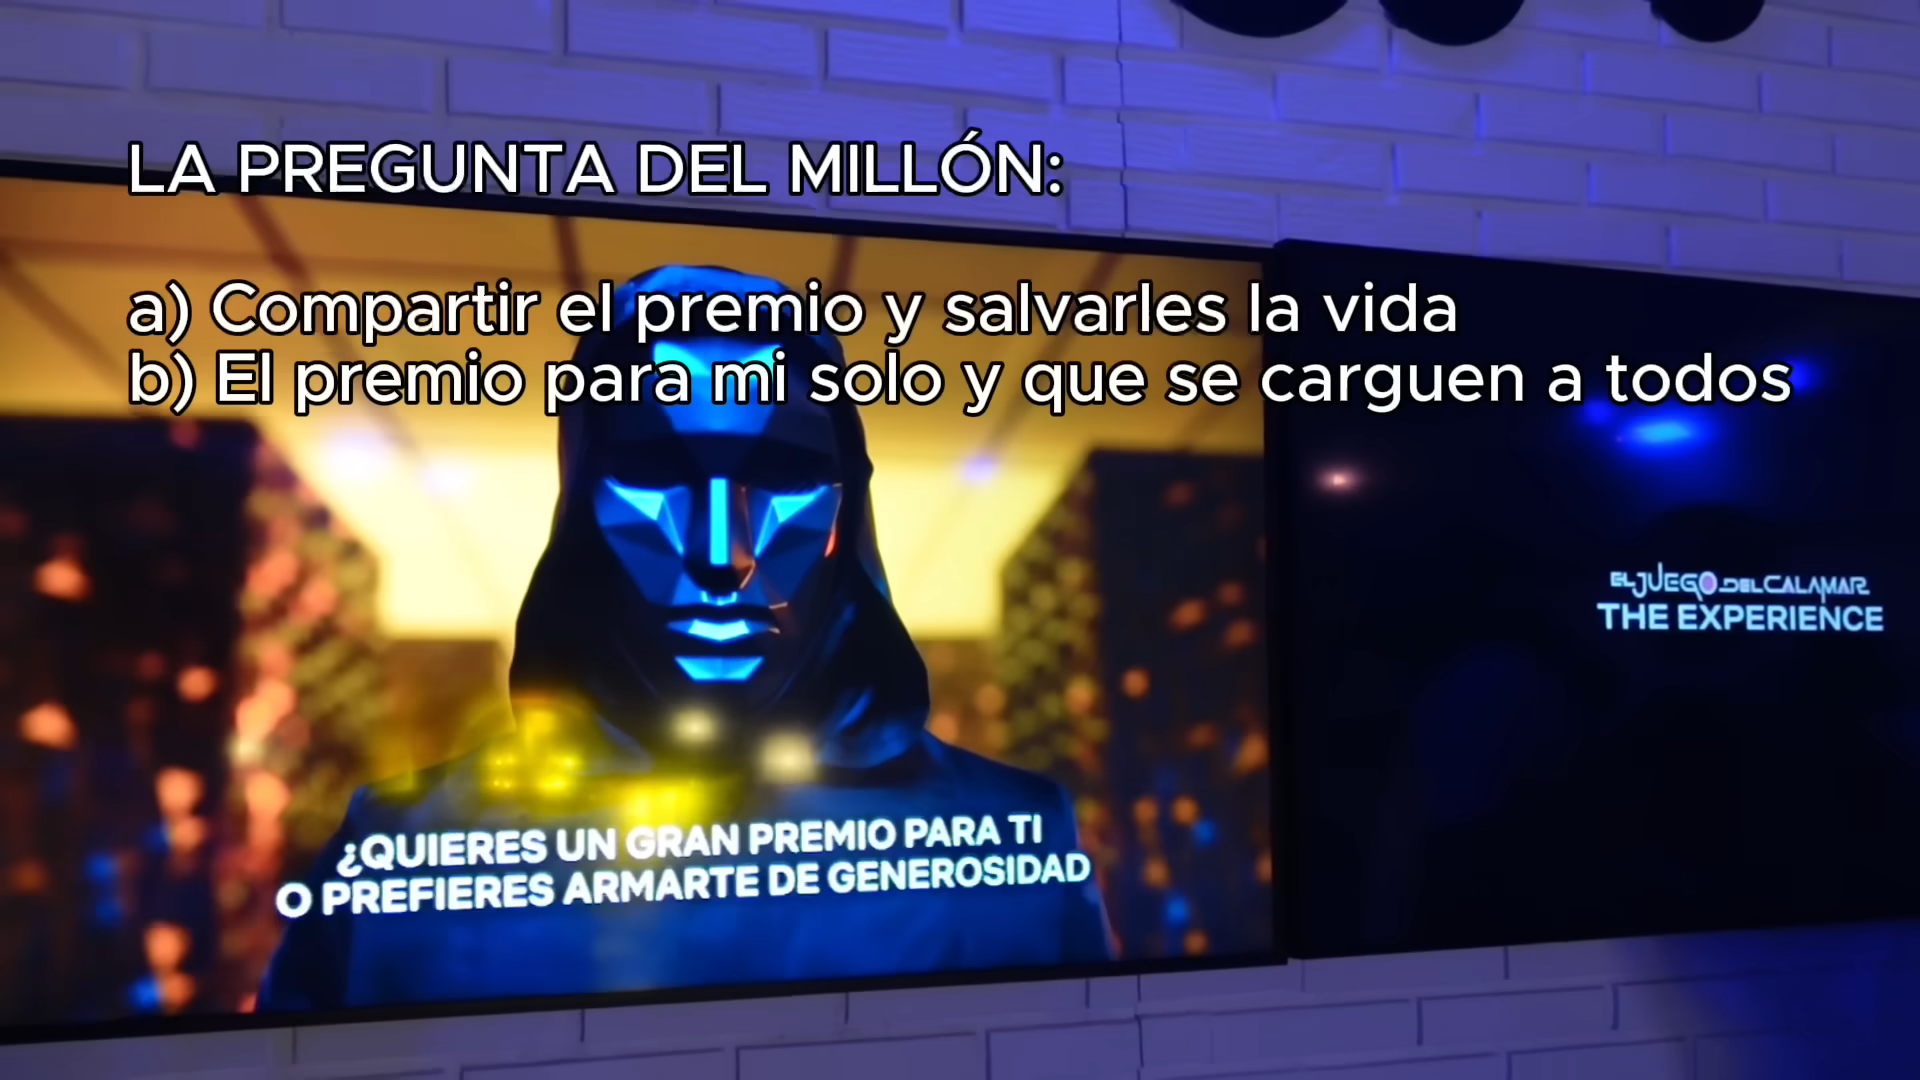 LA PREGUNTA DEL MILLÓN:
a) Compartir el premio y salvarles la vida
b) El premio para mi solo y que se carguen a todos
EL JUEGO DEL CALAMAR
THE EXPERIENCE
¿QUIERES UN GRAN PREMIO PARA TI
O PREFIERES ARMARTE DE GENEROSIDAD